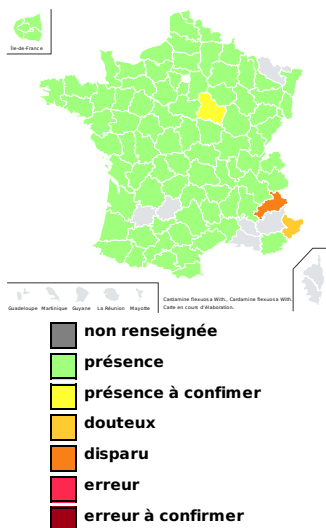 Île-de-France
Guadeloupe Martinique Guyane La Réunion Mayotte
Cardamine flexuosa With., Cardamine flexuosa With.
Carte en cours d'élaboration.
non renseignée
présence
présence à confimer
douteux
disparu
erreur
erreur à confirmer